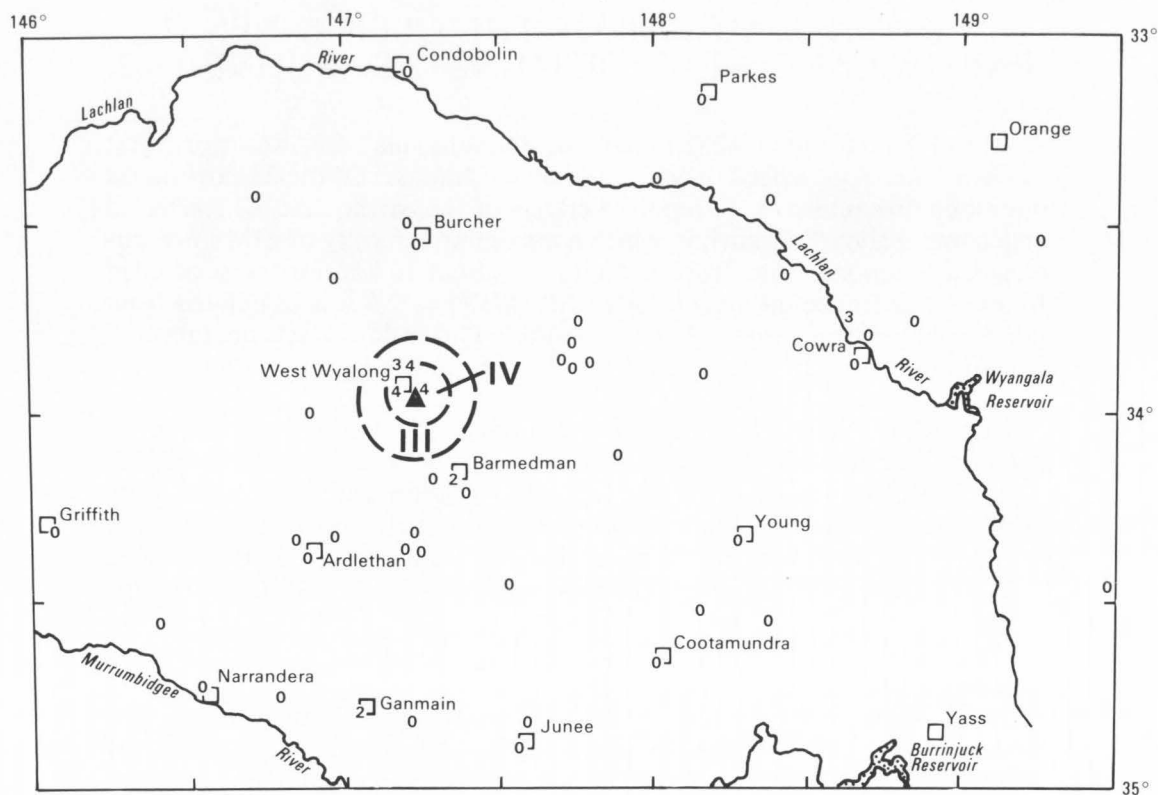 146° 147° 148° 149°
33°
River
Condobolin
0
Parkes
0
Lachlan
Orange
0
0
0
Burcher
0
0
Lachlan
0
0
0
3
0
0
0
Cowra
0
0
0
0
River
West Wyalong
3 4
4 4
IV
0
Wyangala
Reservoir
0
34°
III
Barmedman
0
2
0
0
Griffith
0
Young
0
0
0
0
0
0
0
Ardlethan
0
0
0
0
0
0
Cootamundra
0
Murrumbidgee
Narrandera
0
0
Ganmain
2
0
0
Junee
0
Yass
Burrinjuck
Reservoir
River
35°